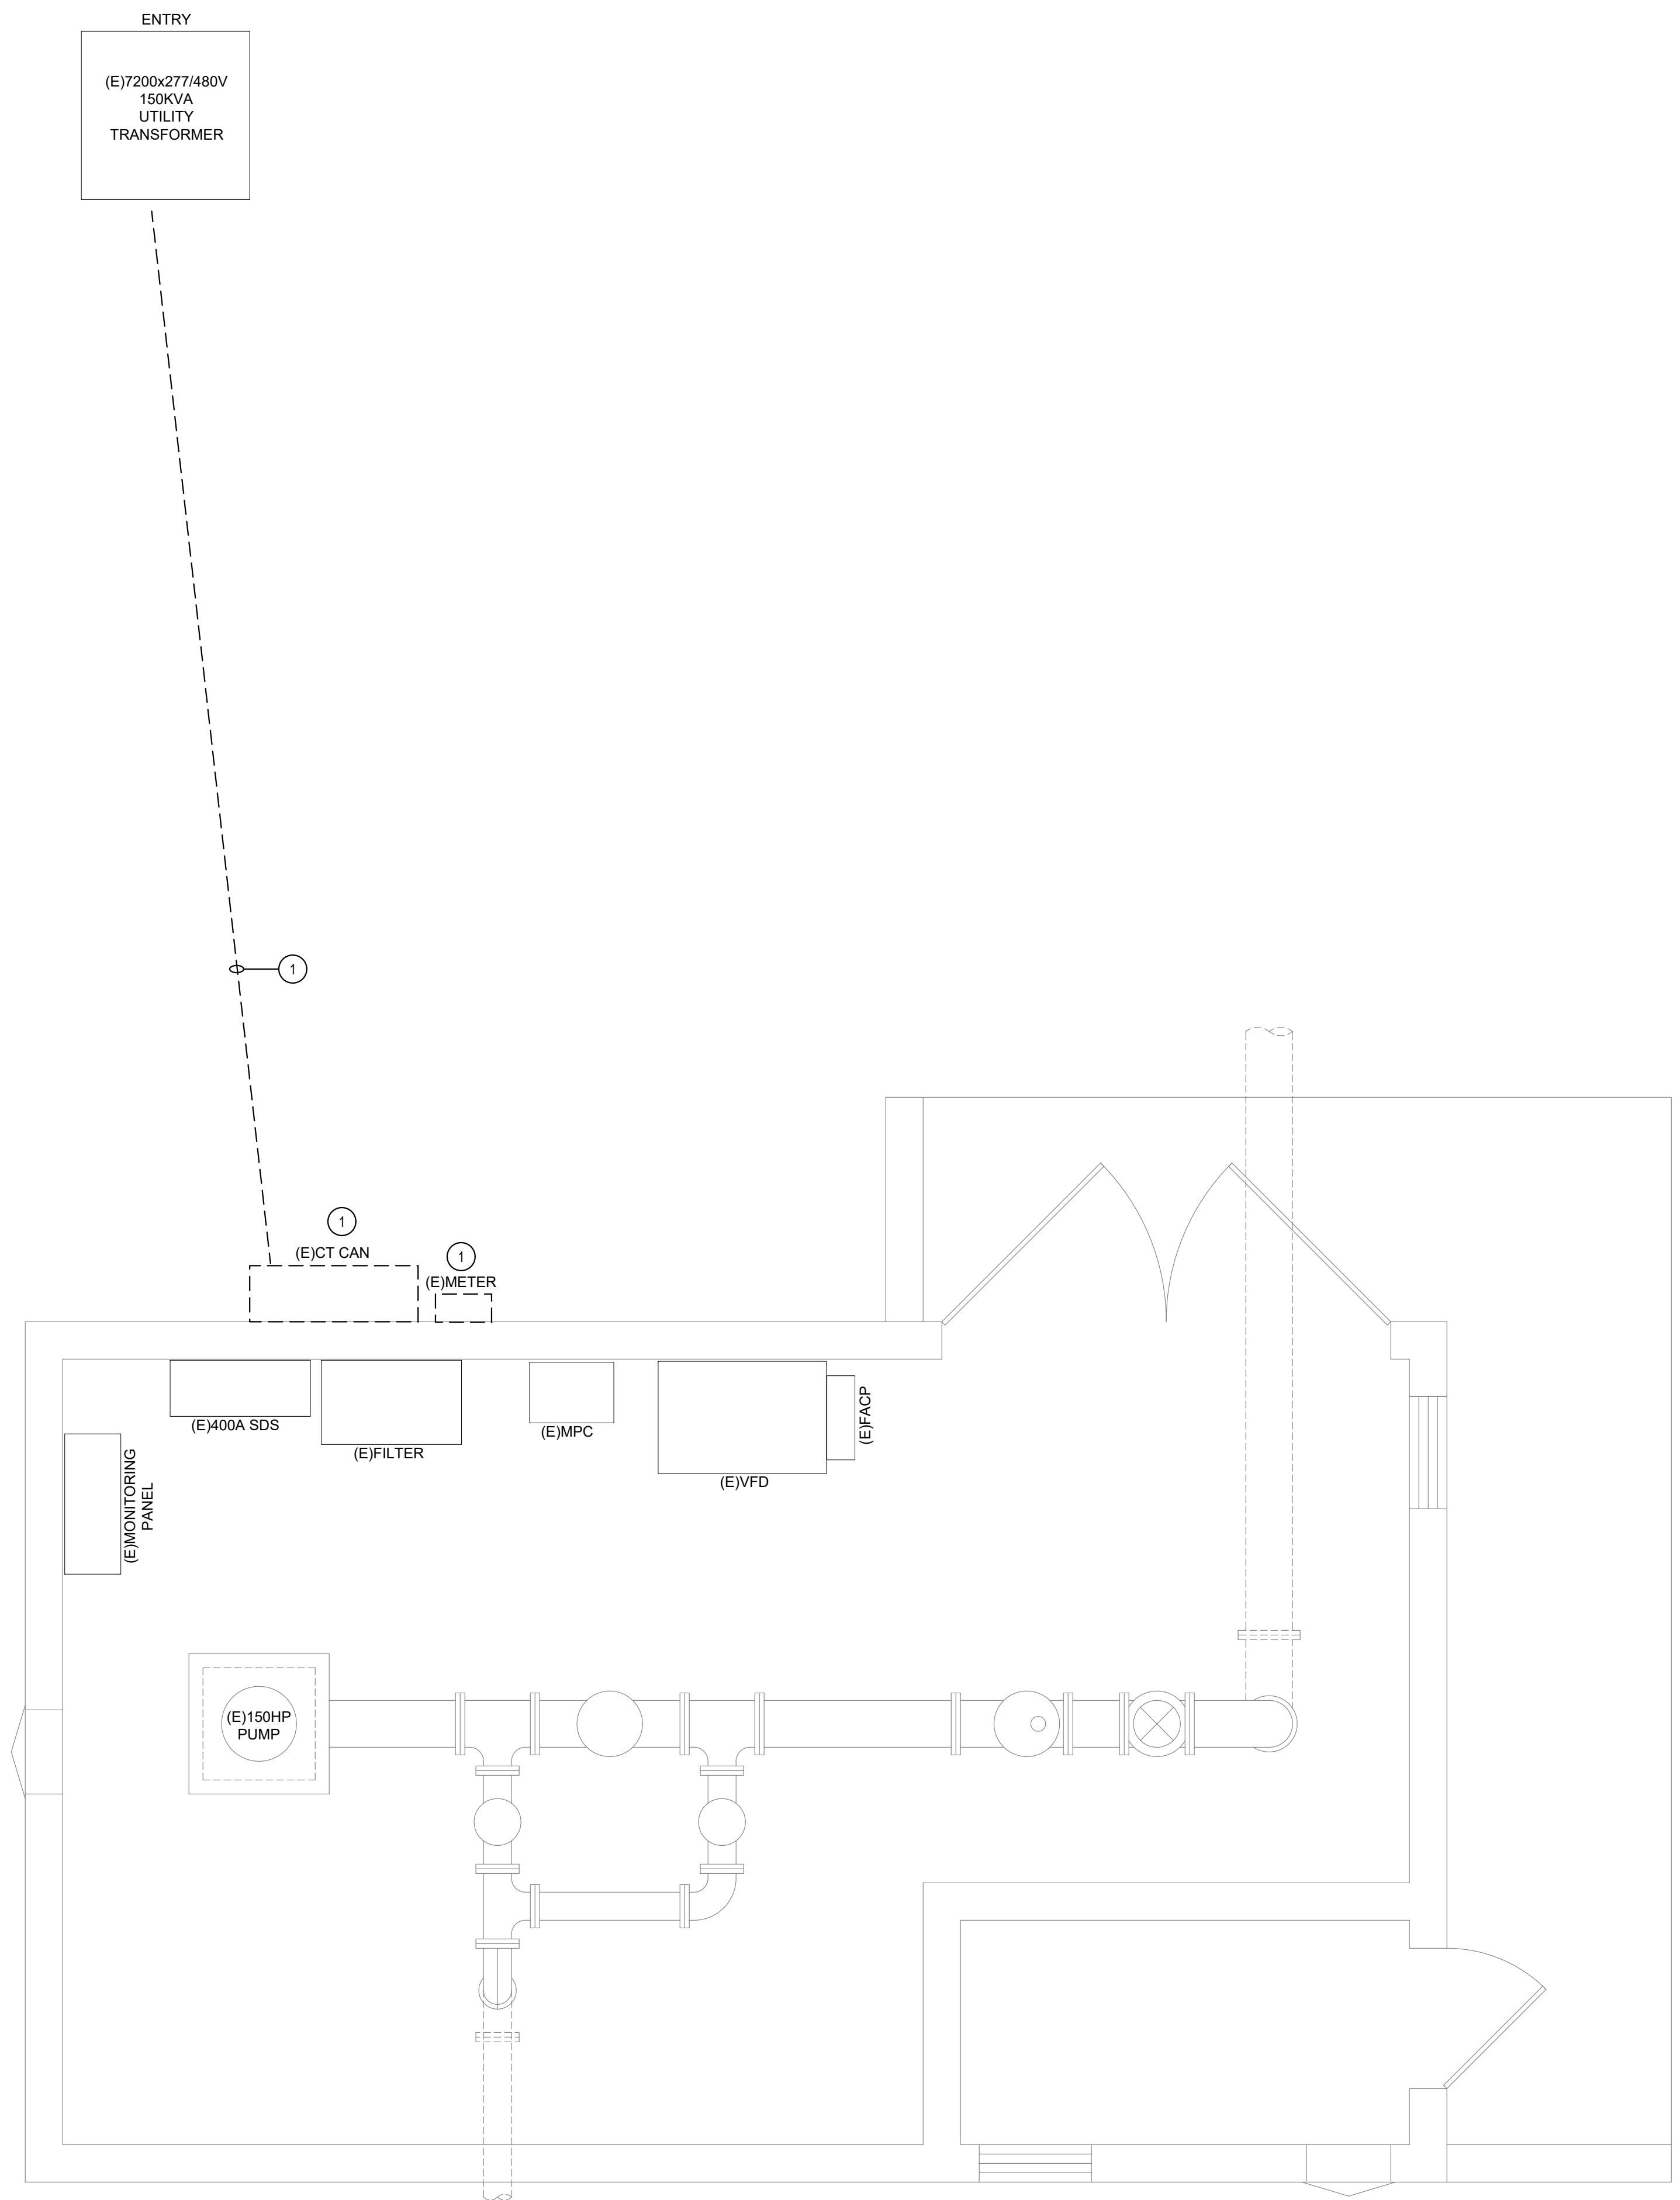 ENTRY
(E)7200x277/480V
150KVA
UTILITY
TRANSFORMER
1
1
(E)CT CAN
1
(E)METER
(E)400A SDS
(E)FILTER
(E)MPC
(E)VFD
(E)FACP
(E)MONITORING
PANEL
(E)150HP
PUMP